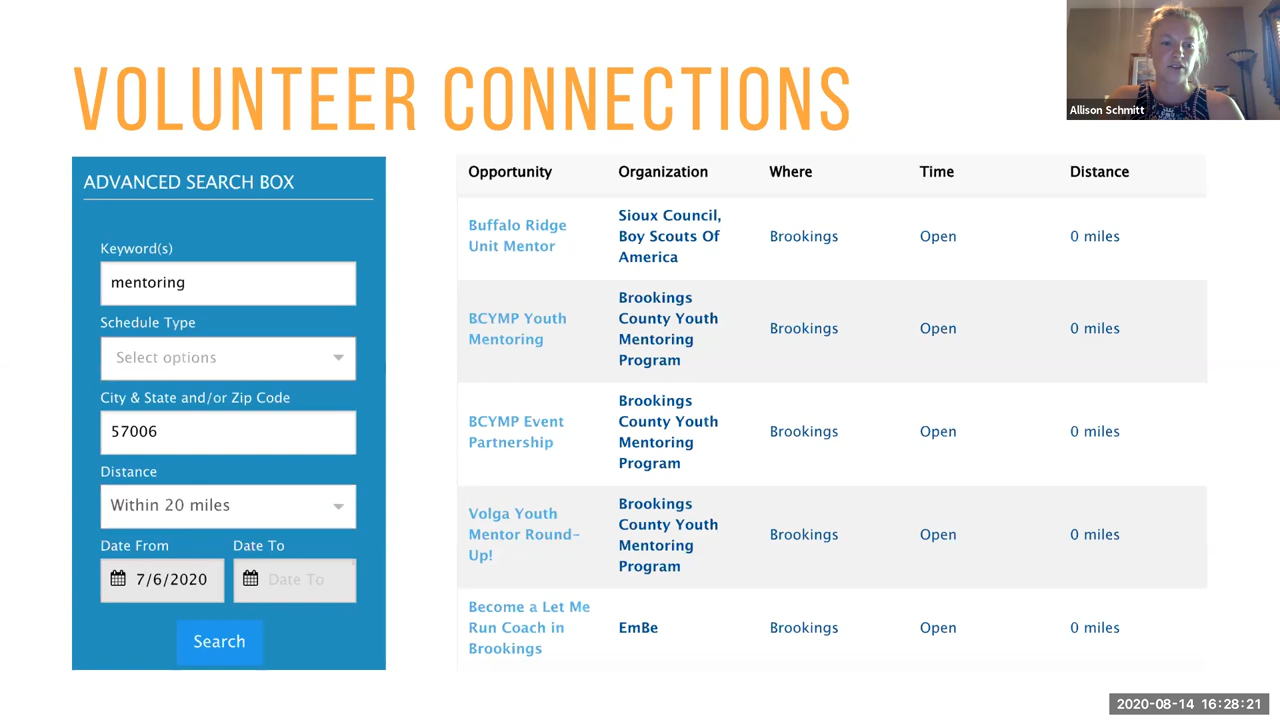 VOLUNTEER CONNECTIONS
Allison Schmitt
ADVANCED SEARCH BOX
Keyword(s)
mentoring
Schedule Type
Select options
City & State and/or Zip Code
57006
Distance
Within 20 miles
Date From Date To
7/6/2020 Date To
Search
Opportunity Organization Where Time Distance
Buffalo Ridge
Unit Mentor
Sioux Council,
Boy Scouts Of
America
Brookings Open 0 miles
BCYMP Youth
Mentoring
Brookings
County Youth
Mentoring
Program
Brookings Open 0 miles
BCYMP Event
Partnership
Brookings
County Youth
Mentoring
Program
Brookings Open 0 miles
Volga Youth
Mentor Round-
Up!
Brookings
County Youth
Mentoring
Program
Brookings Open 0 miles
Become a Let Me
Run Coach in
Brookings
EmBe
Brookings Open 0 miles
2020-08-14 16:28:21